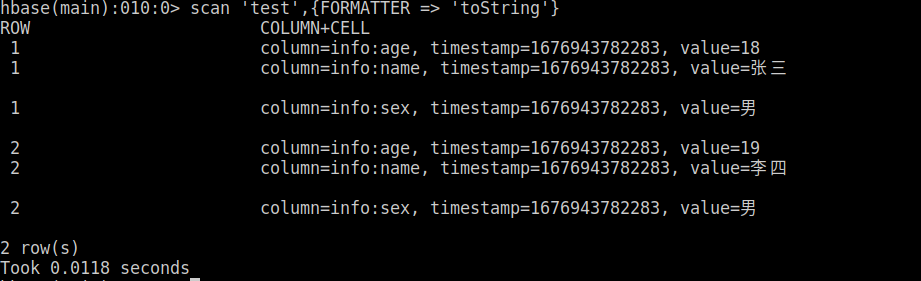 hbase(main):010:0> scan 'test',{FORMATTER => 'toString'}
ROW                       COLUMN+CELL
 1                        column=info:age, timestamp=1676943782283, value=18
 1                        column=info:name, timestamp=1676943782283, value=张三
 1                        column=info:sex, timestamp=1676943782283, value=男
 2                        column=info:age, timestamp=1676943782283, value=19
 2                        column=info:name, timestamp=1676943782283, value=李四
 2                        column=info:sex, timestamp=1676943782283, value=男
2 row(s)
Took 0.0118 seconds